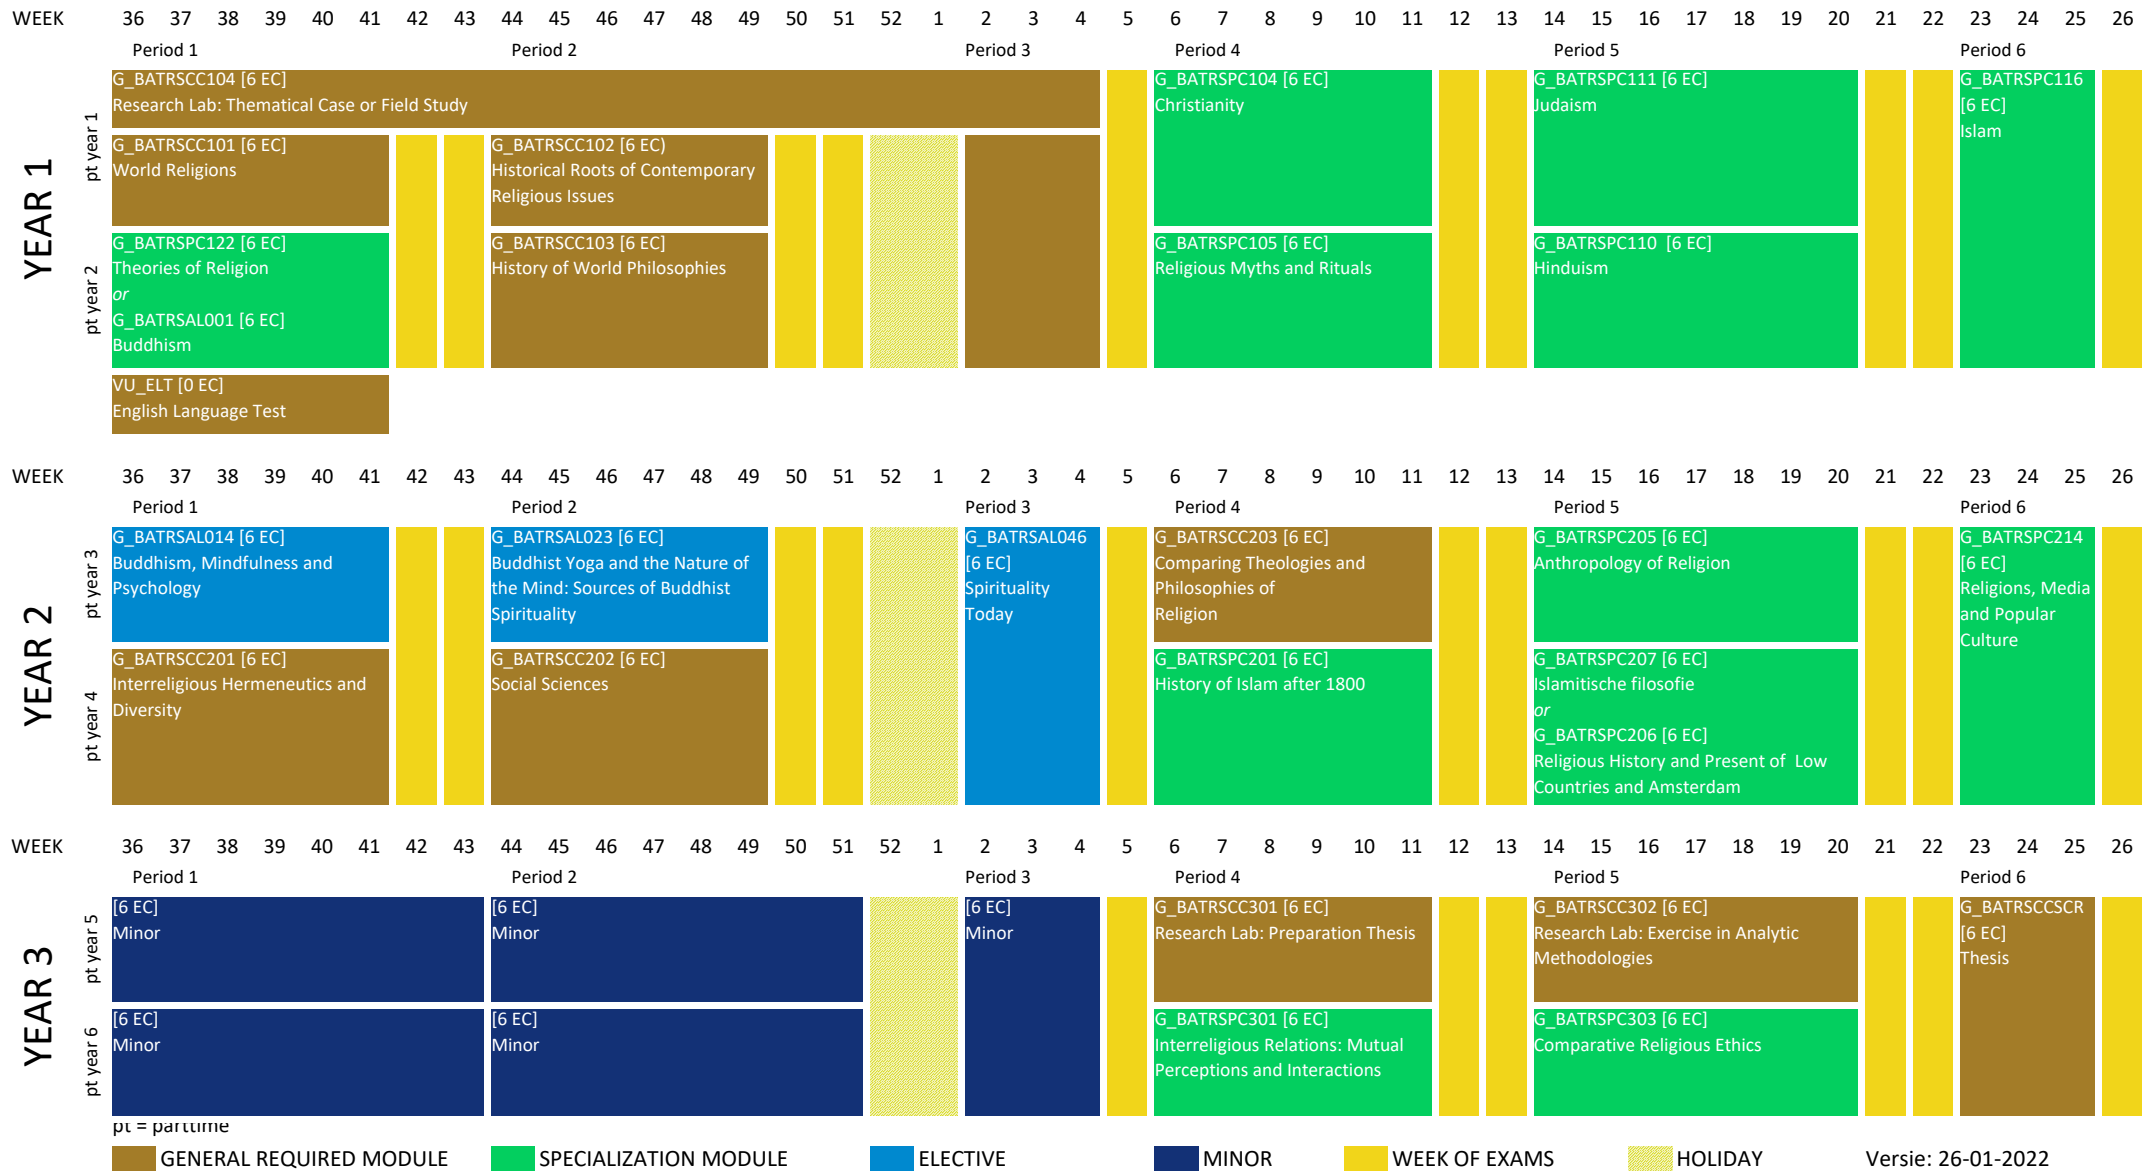 WEEK 36 37 38 39 40 41 42 43 44 45 46 47 48 49 50 51 52 1 2 3 4 5 6 7 8 9 10 11 12 13 14 15 16 17 18 19 20 21 22 23 24 25 26
Period 1 Period 2 Period 3 Period 4 Period 5 Period 6
YEAR 1
pt year 1
pt year 2
G_BATRSCC104 [6 EC]
Research Lab: Thematical Case or Field Study
G_BATRSCC101 [6 EC]
World Religions
G_BATRSPC122 [6 EC]
Theories of Religion
or
G_BATRSAL001 [6 EC]
Buddhism
VU_ELT [0 EC]
English Language Test
G_BATRSCC102 [6 EC)
Historical Roots of Contemporary
Religious Issues
G_BATRSCC103 [6 EC]
History of World Philosophies
G_BATRSPC104 [6 EC]
Christianity
G_BATRSPC105 [6 EC]
Religious Myths and Rituals
G_BATRSPC111 [6 EC]
Judaism
G_BATRSPC110 [6 EC]
Hinduism
G_BATRSPC116
[6 EC]
Islam
WEEK 36 37 38 39 40 41 42 43 44 45 46 47 48 49 50 51 52 1 2 3 4 5 6 7 8 9 10 11 12 13 14 15 16 17 18 19 20 21 22 23 24 25 26
Period 1 Period 2 Period 3 Period 4 Period 5 Period 6
YEAR 2
pt year 3
pt year 4
G_BATRSAL014 [6 EC]
Buddhism, Mindfulness and
Psychology
G_BATRSCC201 [6 EC]
Interreligious Hermeneutics and
Diversity
G_BATRSAL023 [6 EC]
Buddhist Yoga and the Nature of
the Mind: Sources of Buddhist
Spirituality
G_BATRSCC202 [6 EC]
Social Sciences
G_BATRSAL046
[6 EC]
Spirituality
Today
G_BATRSCC203 [6 EC]
Comparing Theologies and
Philosophies of
Religion
G_BATRSPC201 [6 EC]
History of Islam after 1800
G_BATRSPC205 [6 EC]
Anthropology of Religion
G_BATRSPC207 [6 EC]
Islamitische filosofie
or
G_BATRSPC206 [6 EC]
Religious History and Present of Low
Countries and Amsterdam
G_BATRSPC214
[6 EC]
Religions, Media
and Popular
Culture
WEEK 36 37 38 39 40 41 42 43 44 45 46 47 48 49 50 51 52 1 2 3 4 5 6 7 8 9 10 11 12 13 14 15 16 17 18 19 20 21 22 23 24 25 26
Period 1 Period 2 Period 3 Period 4 Period 5 Period 6
YEAR 3
pt year 5
pt year 6
[6 EC]
Minor
[6 EC]
Minor
[6 EC]
Minor
[6 EC]
Minor
[6 EC]
Minor
G_BATRSCC301 [6 EC]
Research Lab: Preparation Thesis
G_BATRSPC301 [6 EC]
Interreligious Relations: Mutual
Perceptions and Interactions
G_BATRSCC302 [6 EC]
Research Lab: Exercise in Analytic
Methodologies
G_BATRSPC303 [6 EC]
Comparative Religious Ethics
G_BATRSCCSCR
[6 EC]
Thesis
pt = parttime
GENERAL REQUIRED MODULE SPECIALIZATION MODULE ELECTIVE MINOR WEEK OF EXAMS HOLIDAY Versie: 26-01-2022